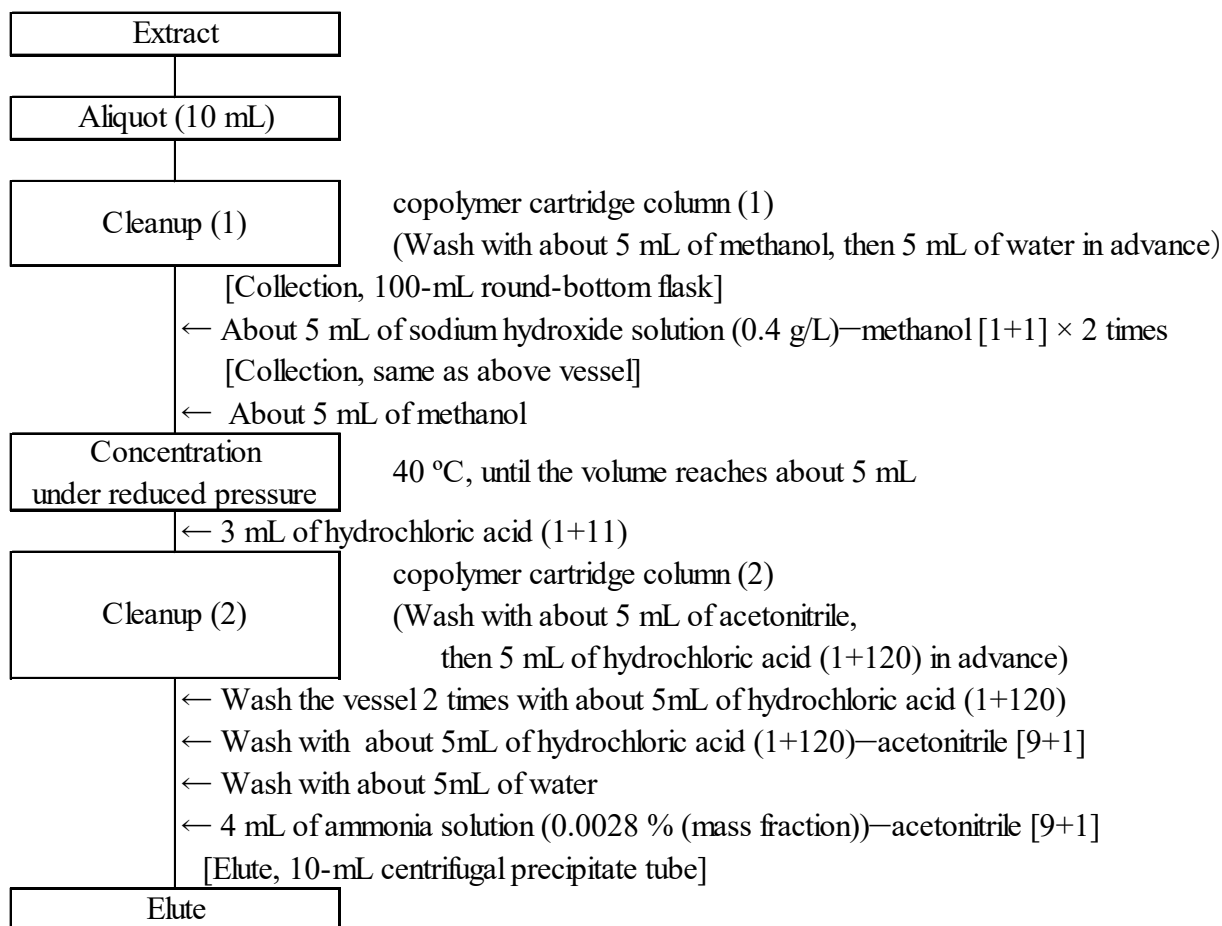 Extract
Aliquot (10 mL)
Cleanup (1)
copolymer cartridge column (1)
(Wash with about 5 mL of methanol, then 5 mL of water in advance)
[Collection, 100-mL round-bottom flask]
← About 5 mL of sodium hydroxide solution (0.4 g/L)−methanol [1+1] × 2 times
[Collection, same as above vessel]
← About 5 mL of methanol
Concentration
under reduced pressure
40 ºC, until the volume reaches about 5 mL
← 3 mL of hydrochloric acid (1+11)
Cleanup (2)
copolymer cartridge column (2)
(Wash with about 5 mL of acetonitrile,
then 5 mL of hydrochloric acid (1+120) in advance)
← Wash the vessel 2 times with about 5mL of hydrochloric acid (1+120)
← Wash with about 5mL of hydrochloric acid (1+120)−acetonitrile [9+1]
← Wash with about 5mL of water
← 4 mL of ammonia solution (0.0028 % (mass fraction))−acetonitrile [9+1]
[Elute, 10-mL centrifugal precipitate tube]
Elute